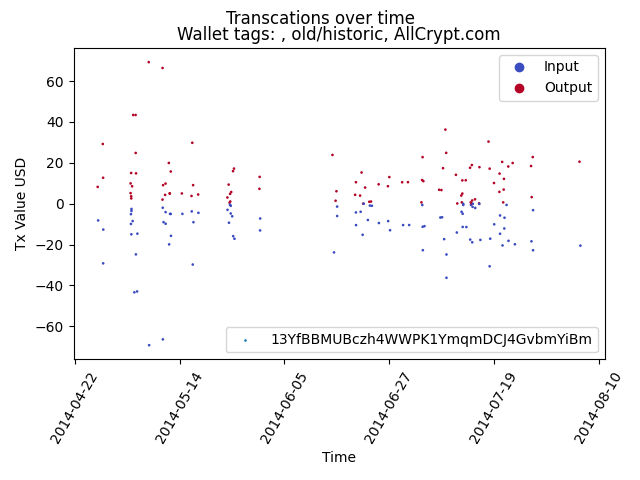 Transcations over time
Wallet tags: , old/historic, AllCrypt.com
Input
Output
Tx Value USD
60
40
20
0
−20
−40
−60
13YfBBMUBczh4WWPK1YmqmDCJ4GvbmYiBm
2014-04-22
2014-05-14
2014-06-05
2014-06-27
2014-07-19
2014-08-10
Time